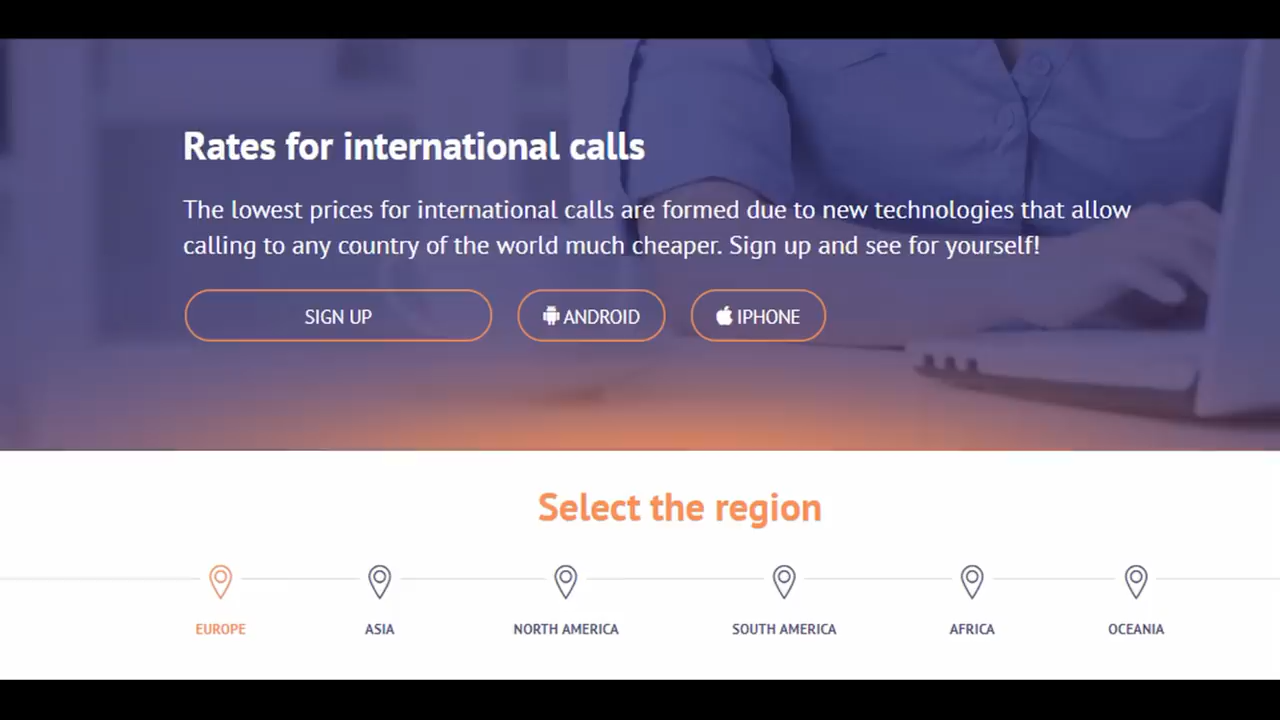 Rates for international calls
The lowest prices for international calls are formed due to new technologies that allow
calling to any country of the world much cheaper. Sign up and see for yourself!
SIGN UP ANDROID IPHONE
Select the region
EUROPE ASIA NORTH AMERICA SOUTH AMERICA AFRICA OCEANIA